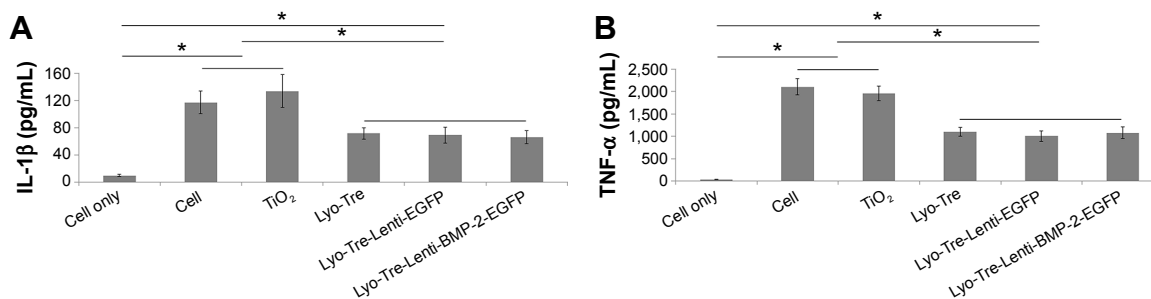 A
*
*
*
IL-1β (pg/mL)
160
120
80
40
0
Cell only
Cell
TiO₂
Lyo-Tre
Lyo-Tre-Lenti-EGFP
Lyo-Tre-Lenti-BMP-2-EGFP
B
*
*
*
TNF-α (pg/mL)
2,500
2,000
1,500
1,000
500
0
Cell only
Cell
TiO₂
Lyo-Tre
Lyo-Tre-Lenti-EGFP
Lyo-Tre-Lenti-BMP-2-EGFP